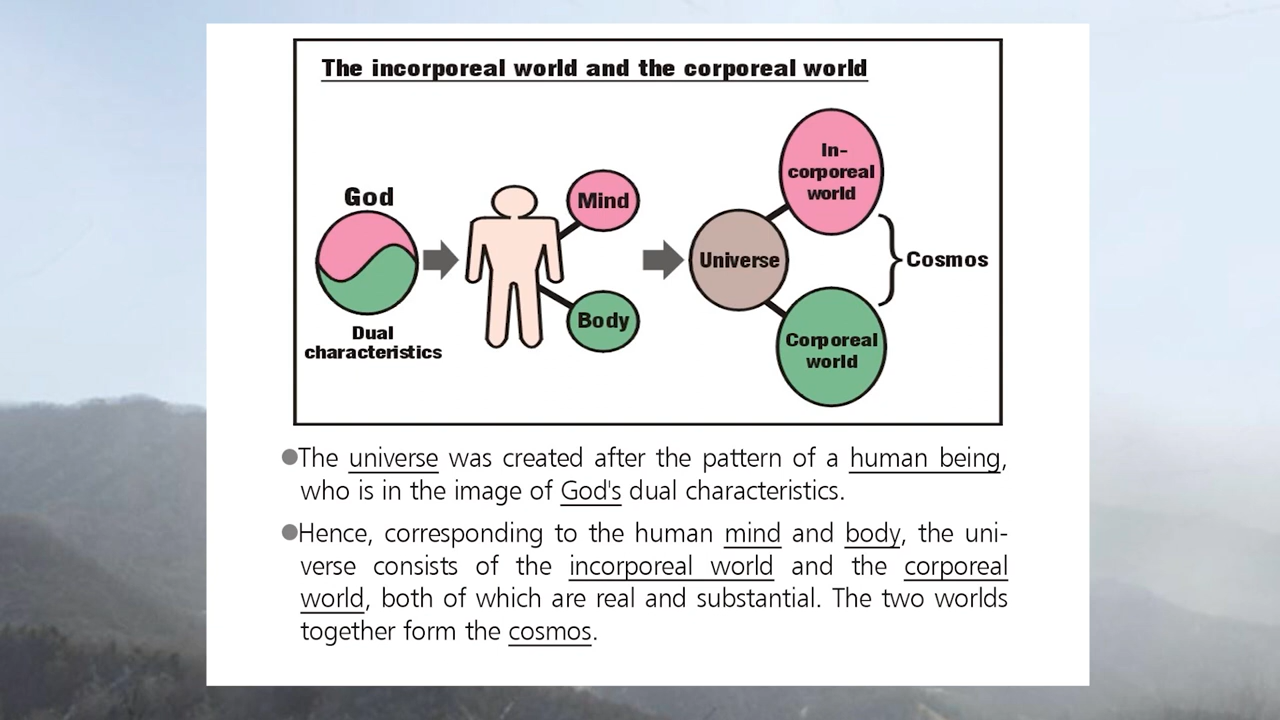 The incorporeal world and the corporeal world
God
Dual
characteristics
Mind
Body
Universe
In-
corporeal
world
Corporeal
world
Cosmos
●The universe was created after the pattern of a human being,
who is in the image of God's dual characteristics.
●Hence, corresponding to the human mind and body, the uni-
verse consists of the incorporeal world and the corporeal
world, both of which are real and substantial. The two worlds
together form the cosmos.